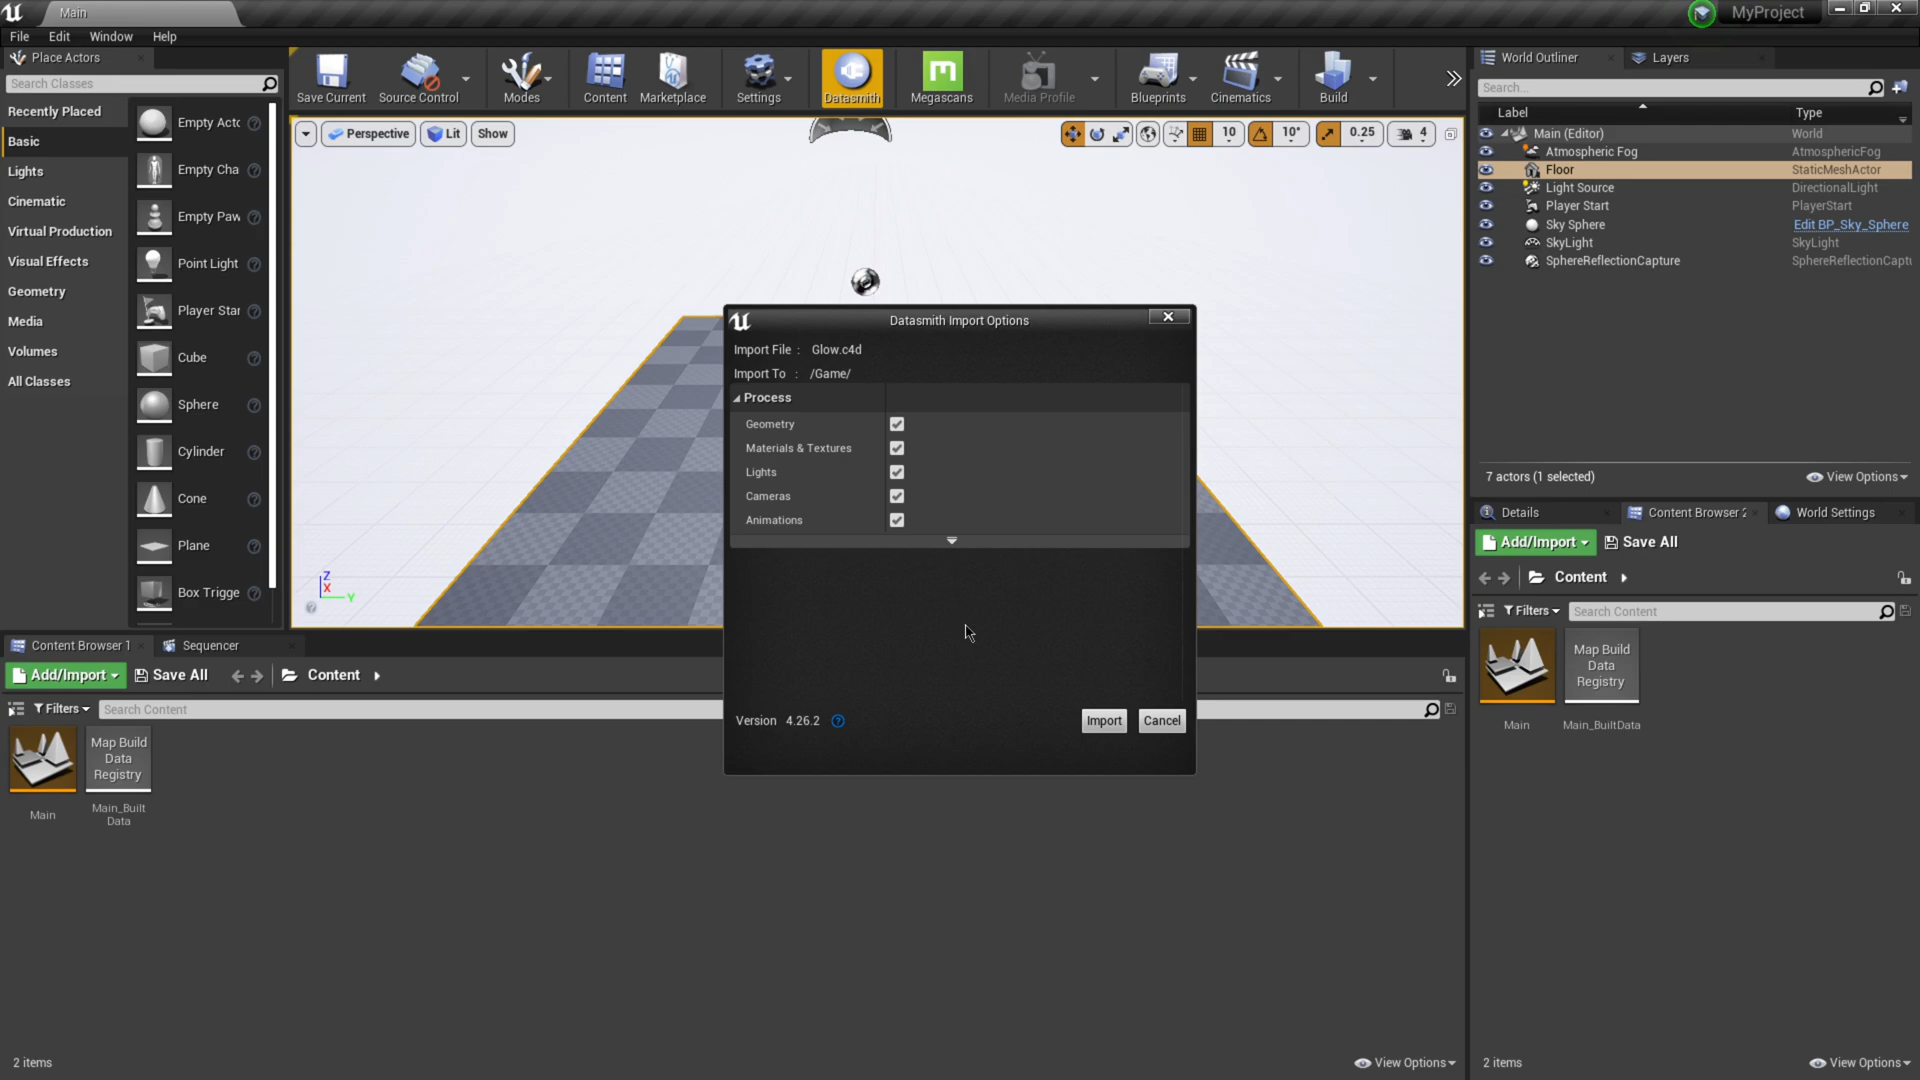 Main
MyProject
File Edit Window Help
Place Actors
Search Classes
Recently Placed
Basic
Lights
Cinematic
Virtual Production
Visual Effects
Geometry
Media
Volumes
All Classes
Empty Acto
Empty Cha
Empty Paw
Point Light
Player Star
Cube
Sphere
Cylinder
Cone
Plane
Box Trigge
Save Current
Source Control
Modes
Content
Marketplace
Settings
Datasmith
Megascans
Media Profile
Blueprints
Cinematics
Build
Perspective
Lit
Show
10
10°
0.25
4
Z
X
Y
Datasmith Import Options
Import File : Glow.c4d
Import To : /Game/
Process
Geometry
Materials & Textures
Lights
Cameras
Animations
Version 4.26.2
Import
Cancel
World Outliner
Layers
Search...
Label Type
Main (Editor) World
Atmospheric Fog AtmosphericFog
Floor StaticMeshActor
Light Source DirectionalLight
Player Start PlayerStart
Sky Sphere Edit BP_Sky_Sphere
SkyLight SkyLight
SphereReflectionCapture SphereReflectionCaptu
7 actors (1 selected)
View Options
Details
Content Browser 2
World Settings
Add/Import Save All
Content
Filters
Search Content
Map Build
Data
Registry
Main
Main_BuiltData
2 items
View Options
Content Browser 1
Sequencer
Add/Import Save All
Content
Filters
Search Content
Map Build
Data
Registry
Main
Main_Built
Data
2 items
View Options